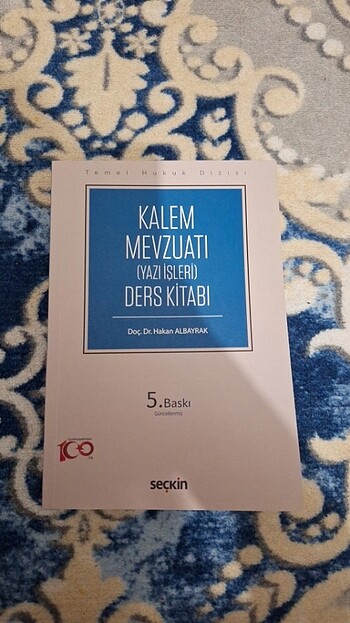 Temel Hukuk Dizisi
KALEM
MEVZUATI
(YAZI İŞLERİ)
DERS KİTABI
Doç. Dr. Hakan ALBAYRAK
5.Baskı
Güncellenmiş
100
seçkin